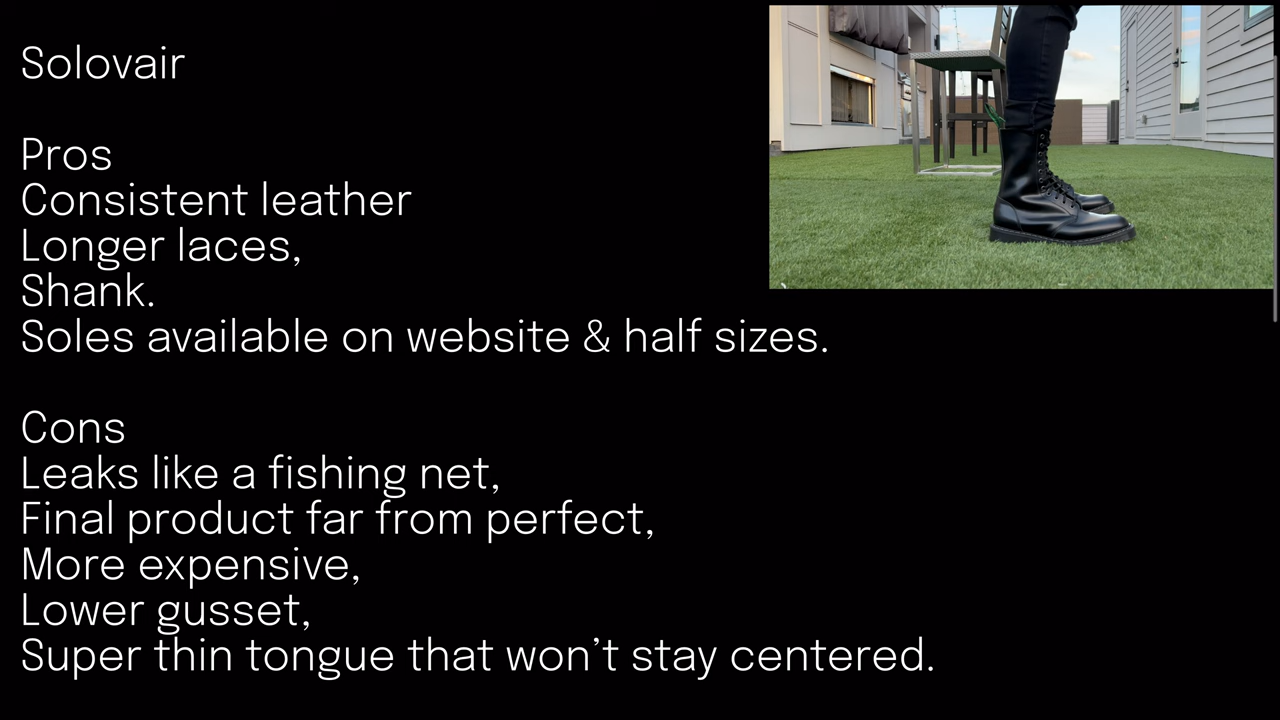 Solovair
Pros
Consistent leather
Longer laces,
Shank.
Soles available on website & half sizes.
Cons
Leaks like a fishing net,
Final product far from perfect,
More expensive,
Lower gusset,
Super thin tongue that won’t stay centered.